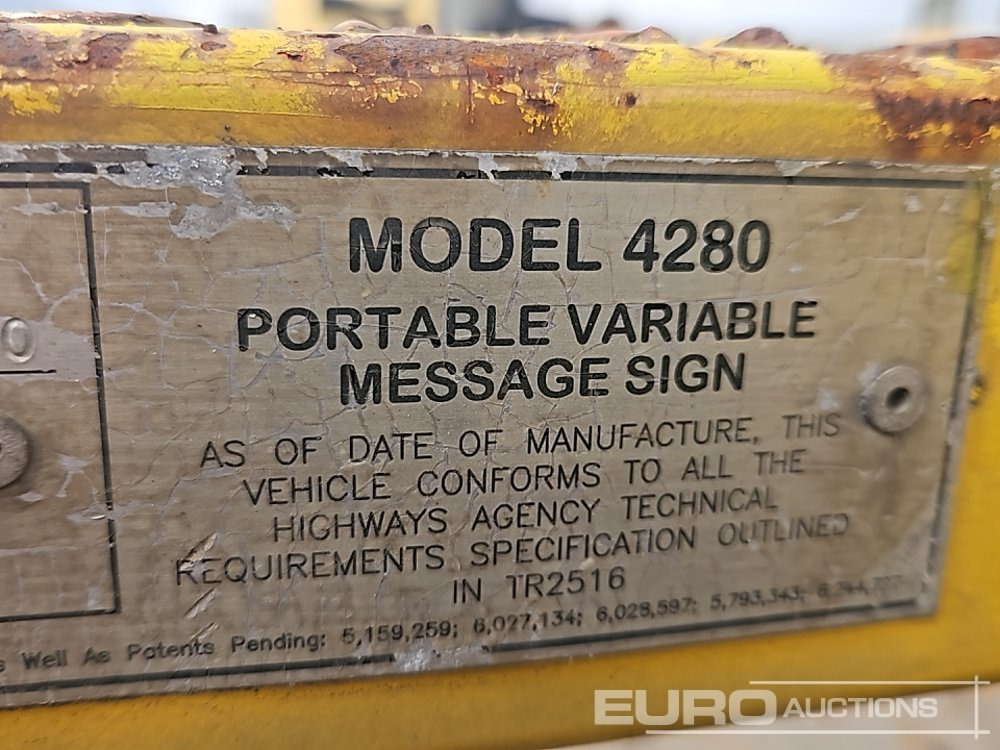 MODEL 4280
PORTABLE VARIABLE
MESSAGE SIGN
AS OF DATE OF MANUFACTURE, THIS
VEHICLE CONFORMS TO ALL THE
HIGHWAYS AGENCY TECHNICAL
REQUIREMENTS SPECIFICATION OUTLINED
IN TR2516
Well As Patents Pending: 5,159,259; 6,027,134; 6,028,597; 5,793,343;
0
EURO AUCTIONS